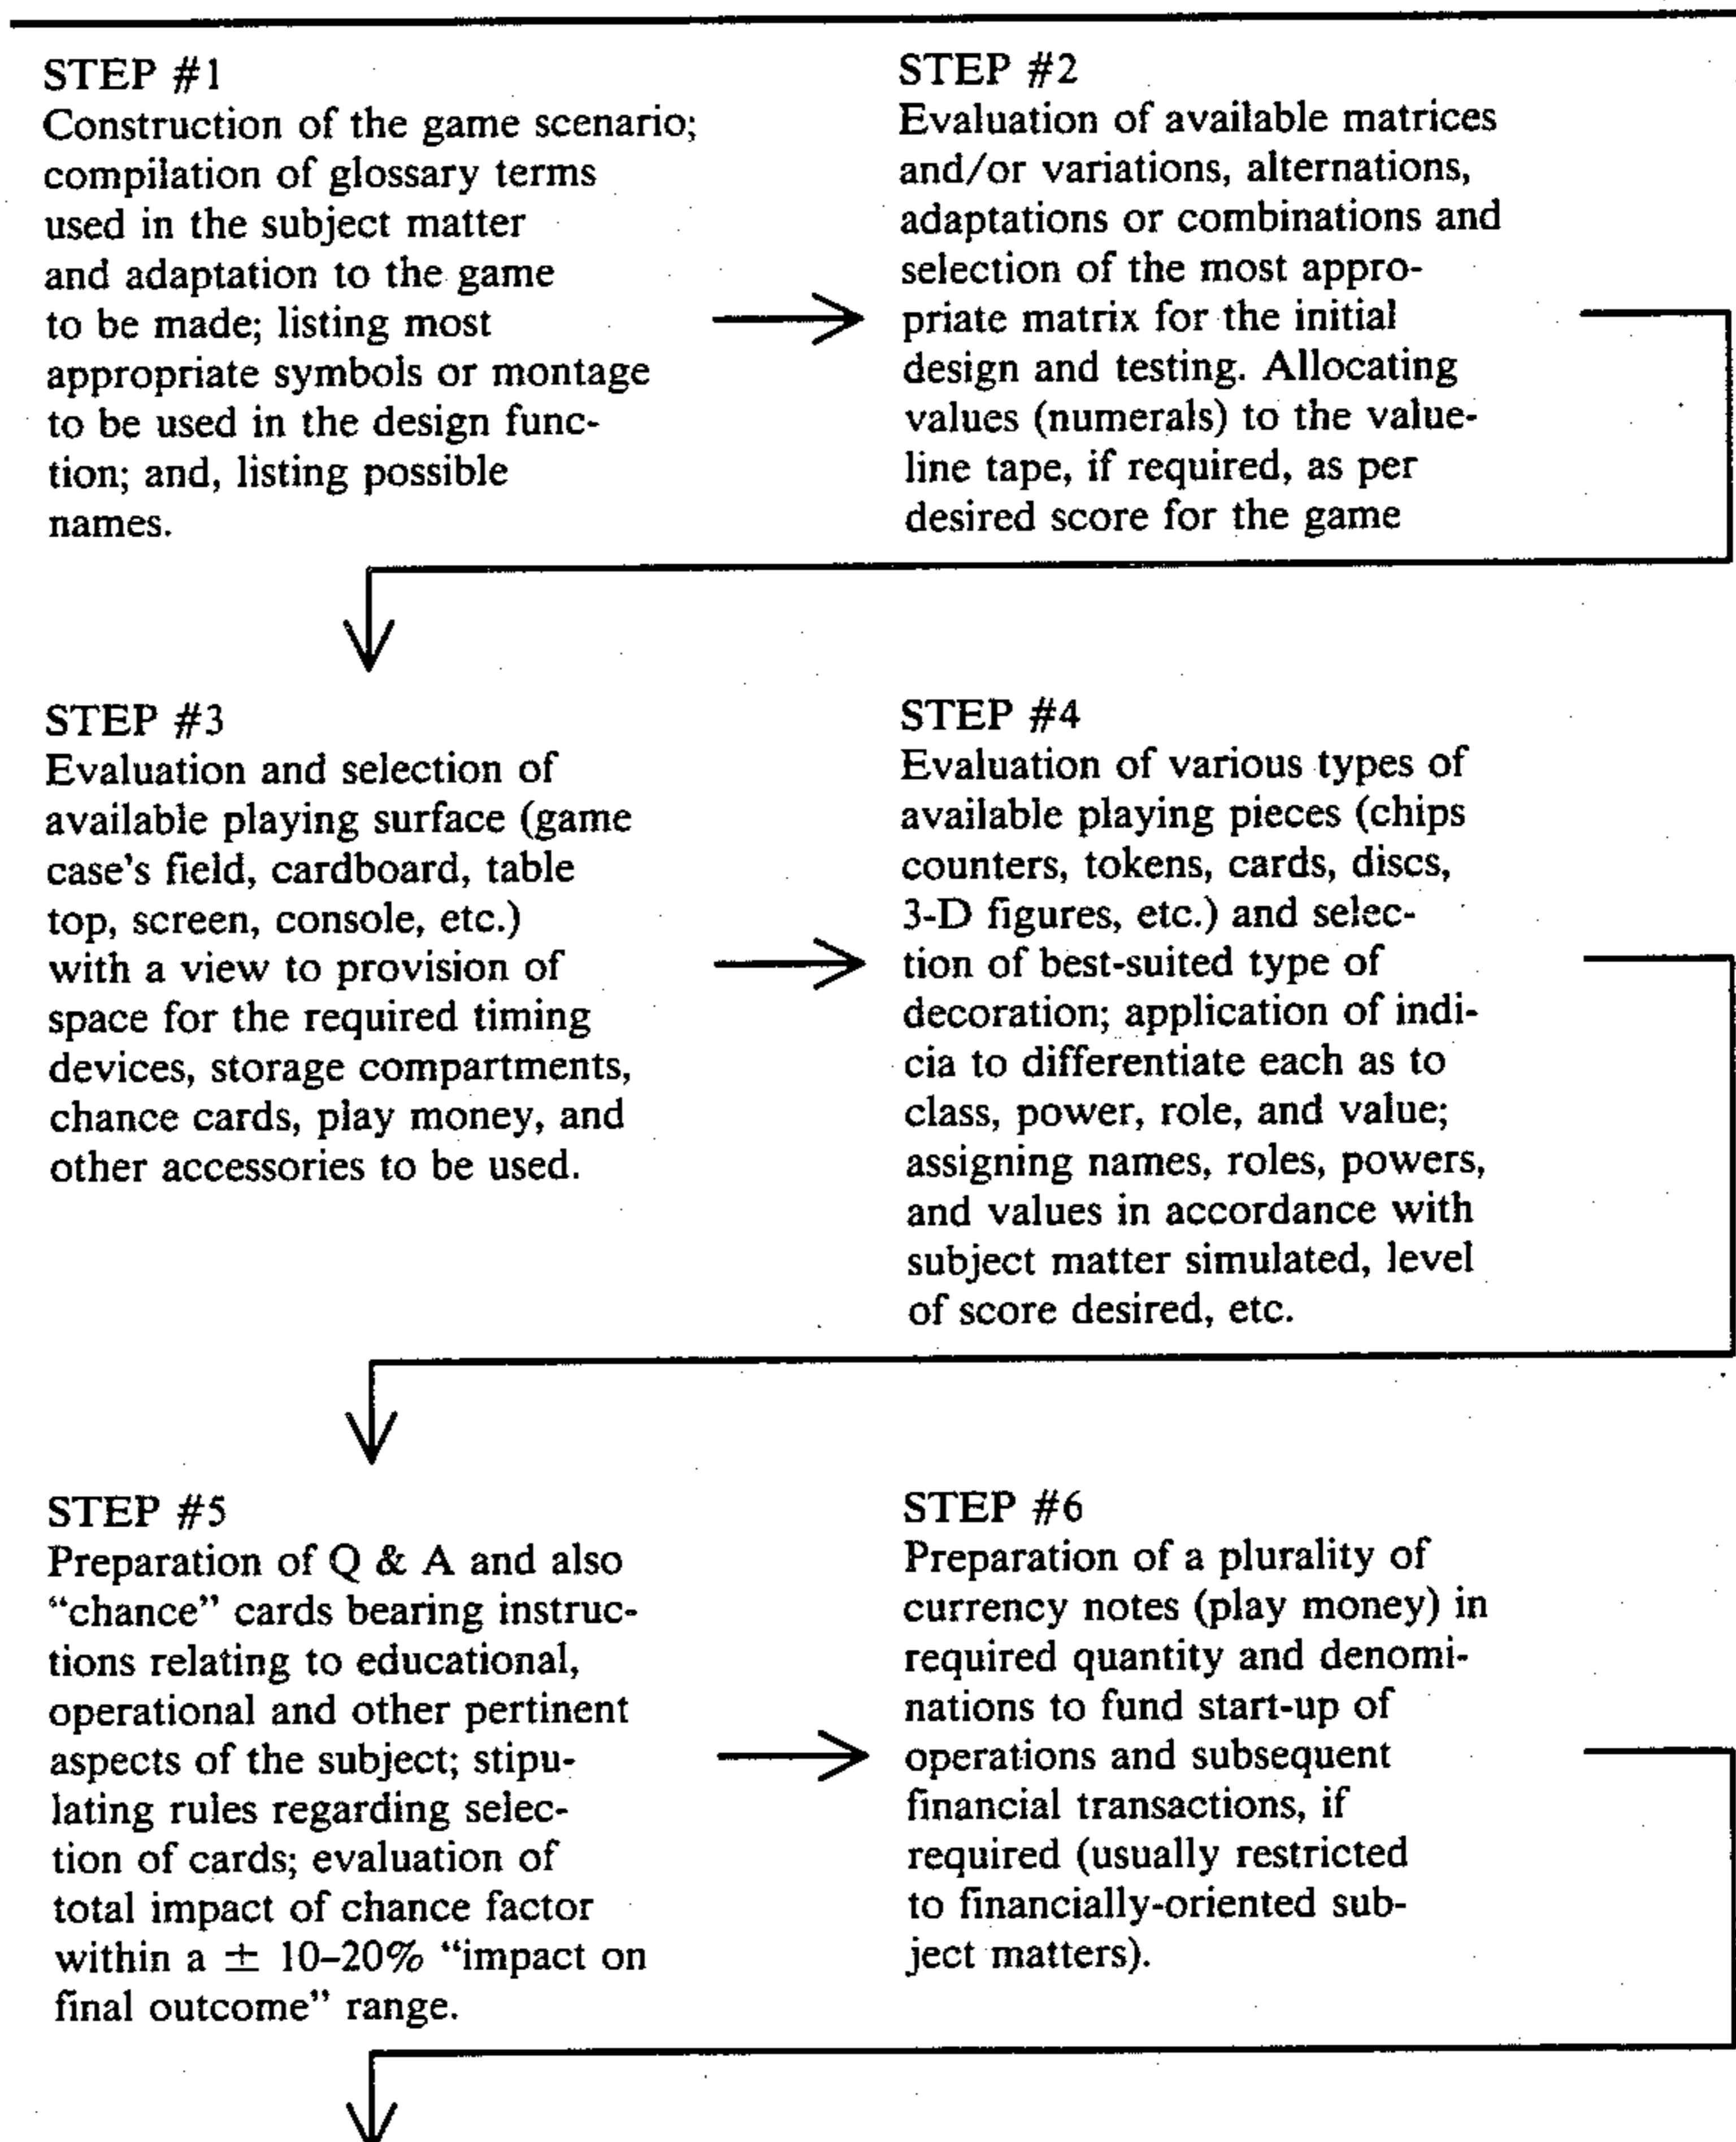 STEP #1
Construction of the game scenario;
compilation of glossary terms
used in the subject matter
and adaptation to the game
to be made; listing most
appropriate symbols or montage
to be used in the design func-
tion; and, listing possible
names.
STEP #2
Evaluation of available matrices
and/or variations, alternations,
adaptations or combinations and
selection of the most appro-
priate matrix for the initial
design and testing. Allocating
values (numerals) to the value-
line tape, if required, as per
desired score for the game
STEP #3
Evaluation and selection of
available playing surface (game
case's field, cardboard, table
top, screen, console, etc.)
with a view to provision of
space for the required timing
devices, storage compartments,
chance cards, play money, and
other accessories to be used.
STEP #4
Evaluation of various types of
available playing pieces (chips
counters, tokens, cards, discs,
3-D figures, etc.) and selec-
tion of best-suited type of
decoration; application of indi-
cia to differentiate each as to
class, power, role, and value;
assigning names, roles, powers,
and values in accordance with
subject matter simulated, level
of score desired, etc.
STEP #5
Preparation of Q & A and also
“chance” cards bearing instruc-
tions relating to educational,
operational and other pertinent
aspects of the subject; stipu-
lating rules regarding selec-
tion of cards; evaluation of
total impact of chance factor
within a ± 10–20% “impact on
final outcome” range.
STEP #6
Preparation of a plurality of
currency notes (play money) in
required quantity and denomi-
nations to fund start-up of
operations and subsequent
financial transactions, if
required (usually restricted
to financially-oriented sub-
ject matters).